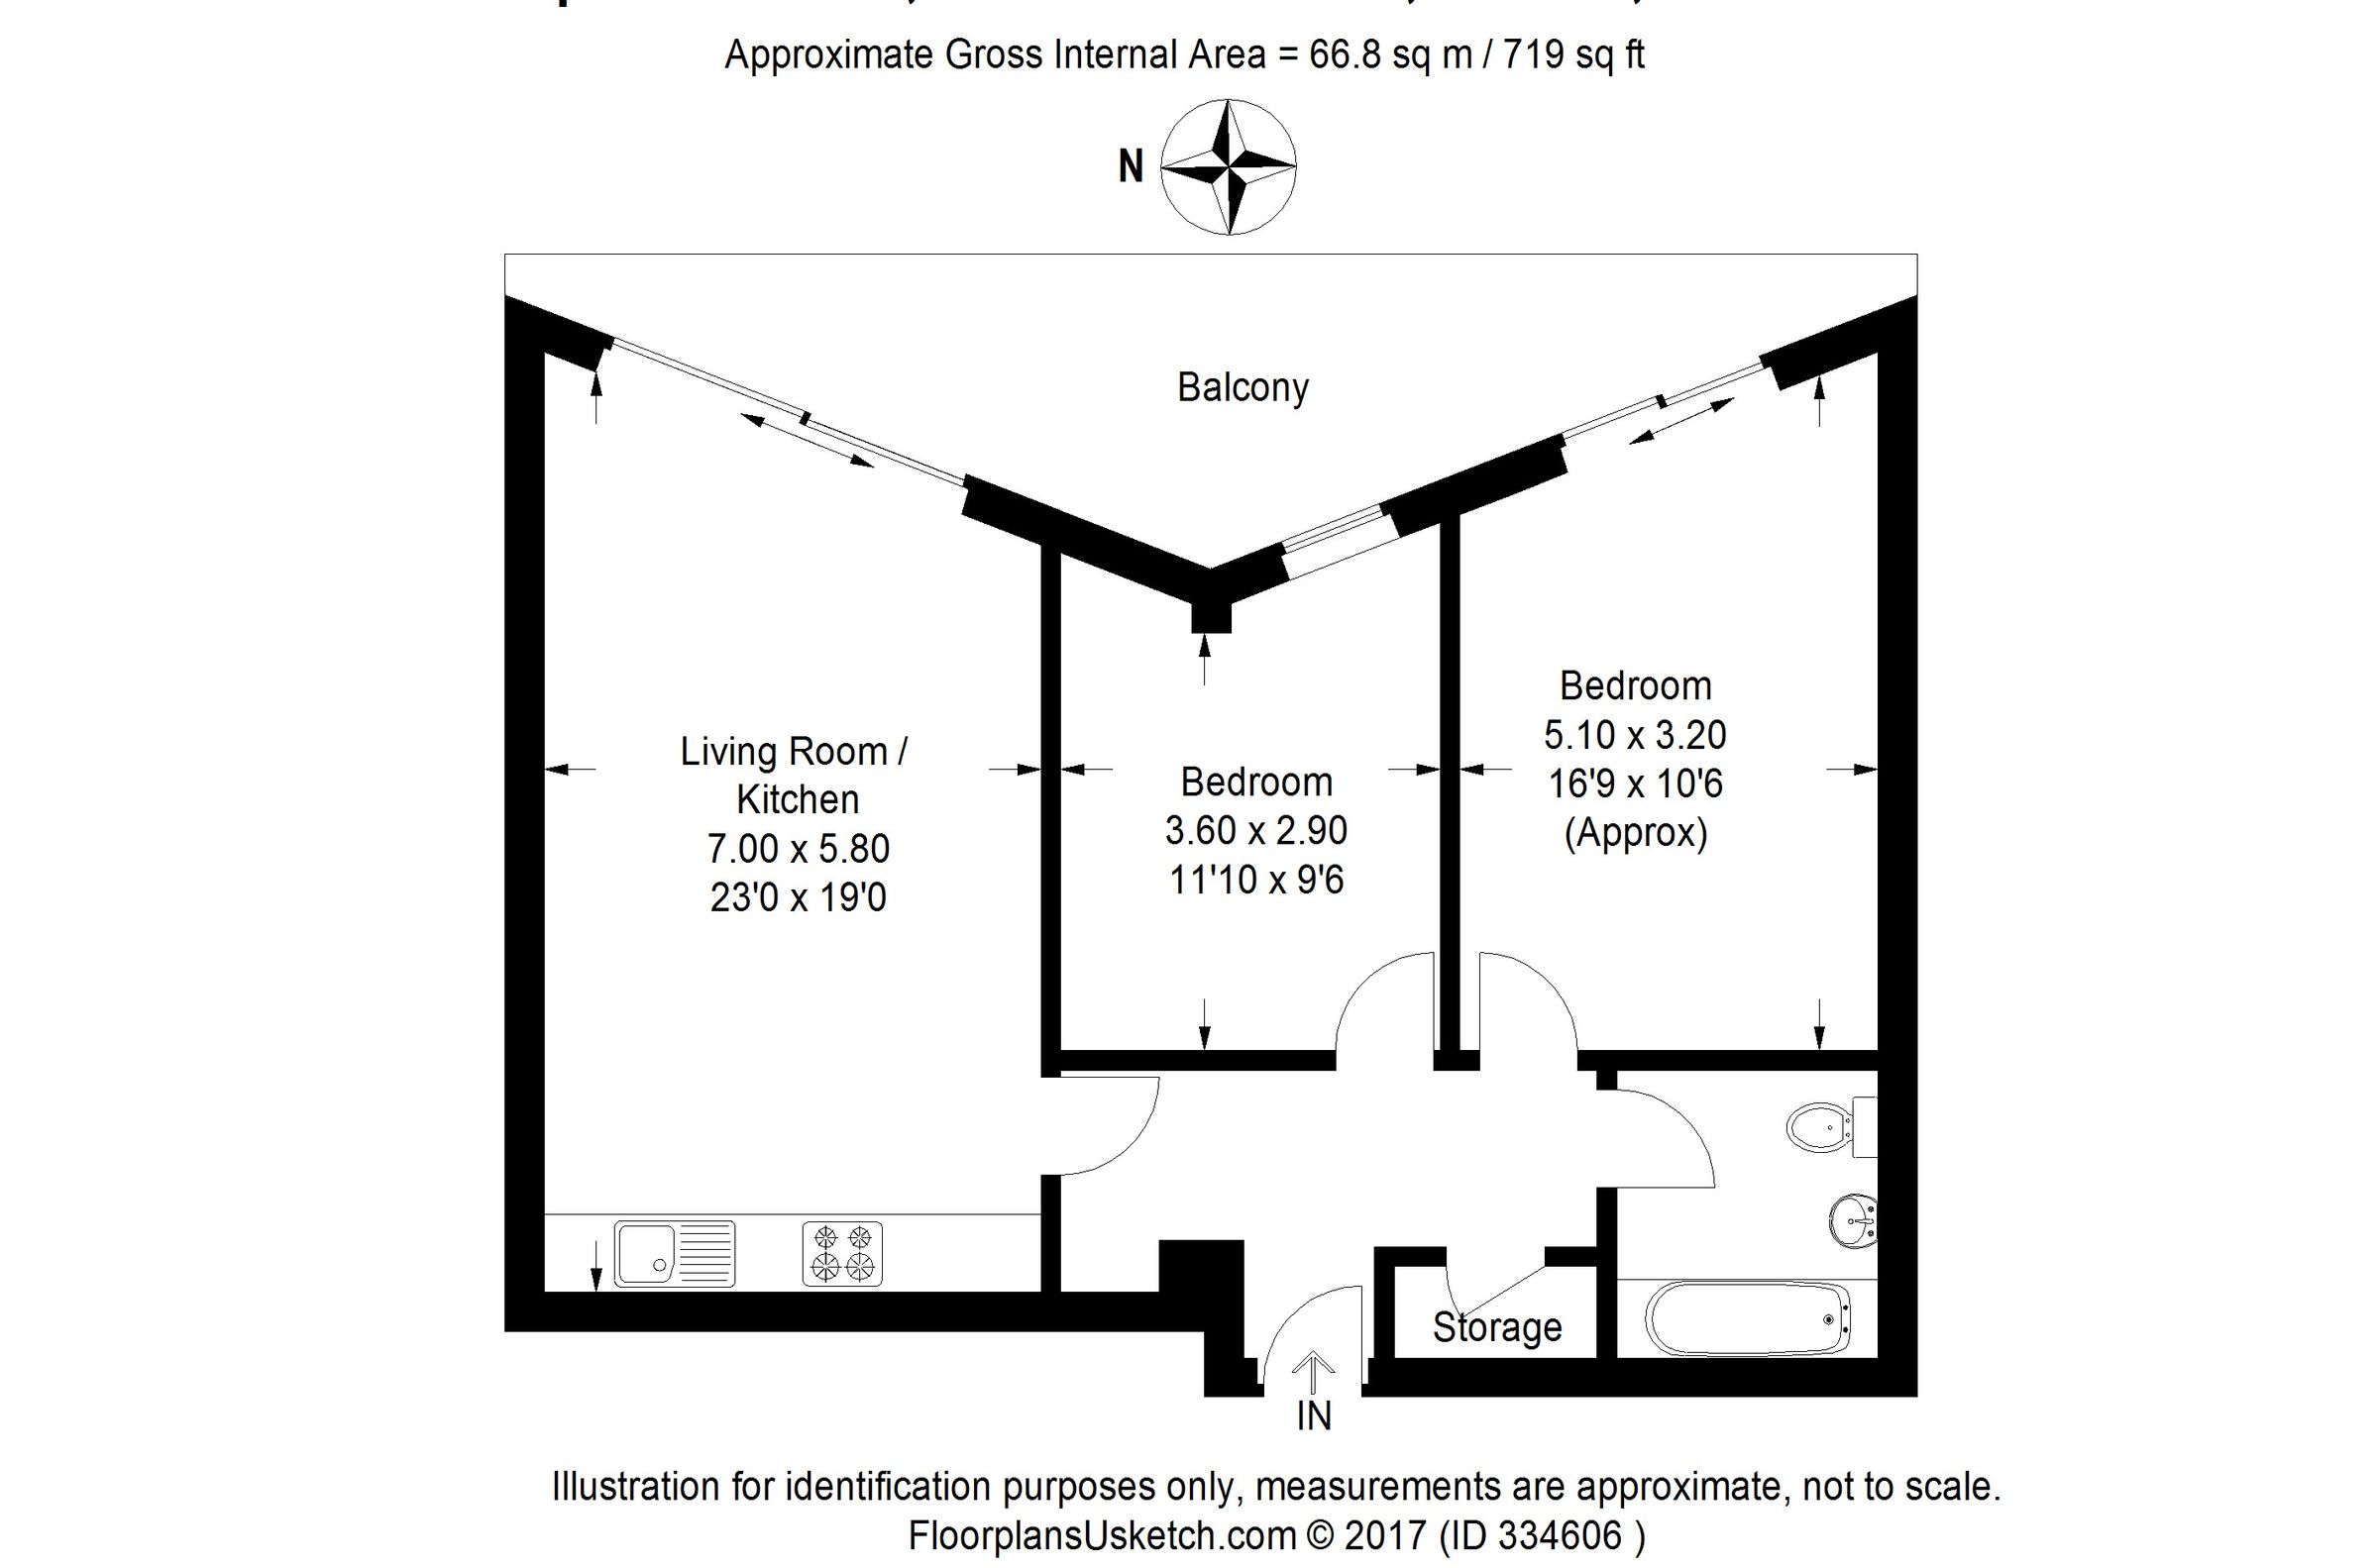 Approximate Gross Internal Area = 66.8 sq m / 719 sq ft
N
Balcony
Living Room /
Kitchen
7.00 x 5.80
23'0 x 19'0
Bedroom
3.60 x 2.90
11'10 x 9'6
Bedroom
5.10 x 3.20
16'9 x 10'6
(Approx)
Storage
IN
Illustration for identification purposes only, measurements are approximate, not to scale.
FloorplansUsketch.com © 2017 (ID 334606 )